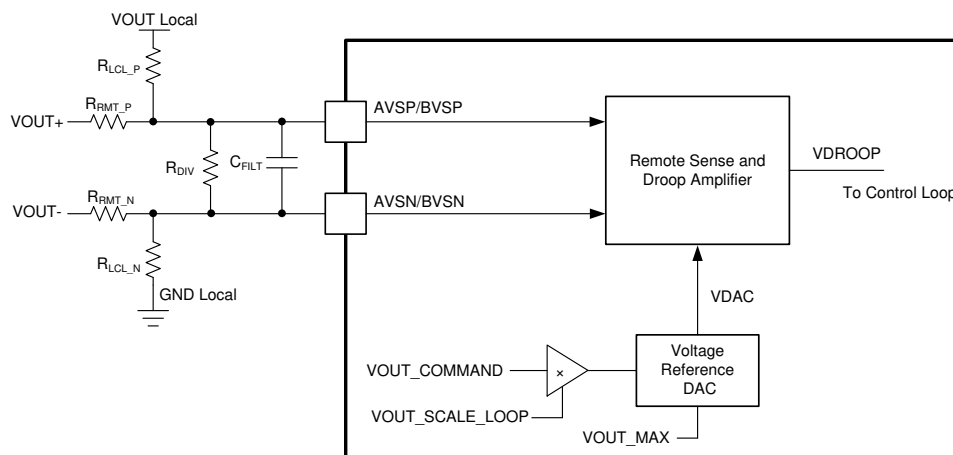 VOUT Local
RLCL_P
RRMT_P
VOUT+
AVSP/BVSP
RDIV
CFILT
Remote Sense and
Droop Amplifier
VDROOP
To Control Loop
RRMT_N
VOUT-
AVSN/BVSN
RLCL_N
GND Local
VDAC
VOUT_COMMAND
×
Voltage
Reference
DAC
VOUT_SCALE_LOOP
VOUT_MAX